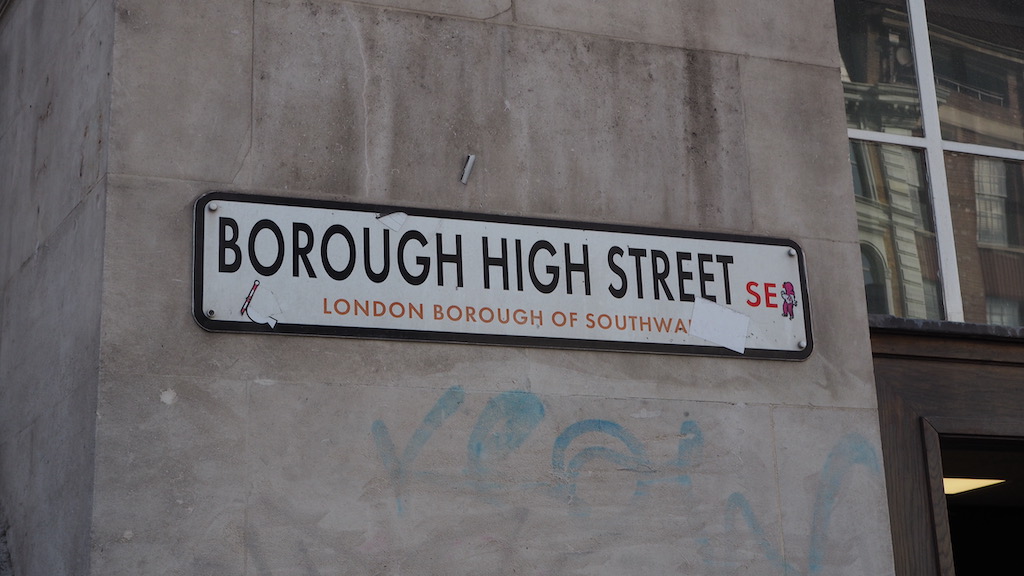 BOROUGH HIGH STREET SE
LONDON BOROUGH OF SOUTHWA